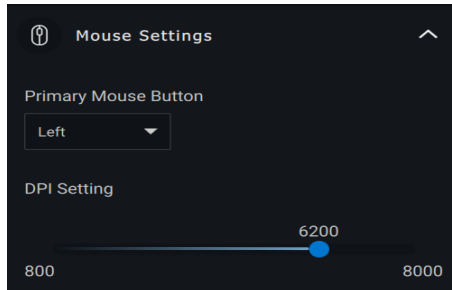 Mouse Settings
Primary Mouse Button
Left
DPI Setting
6200
800 8000